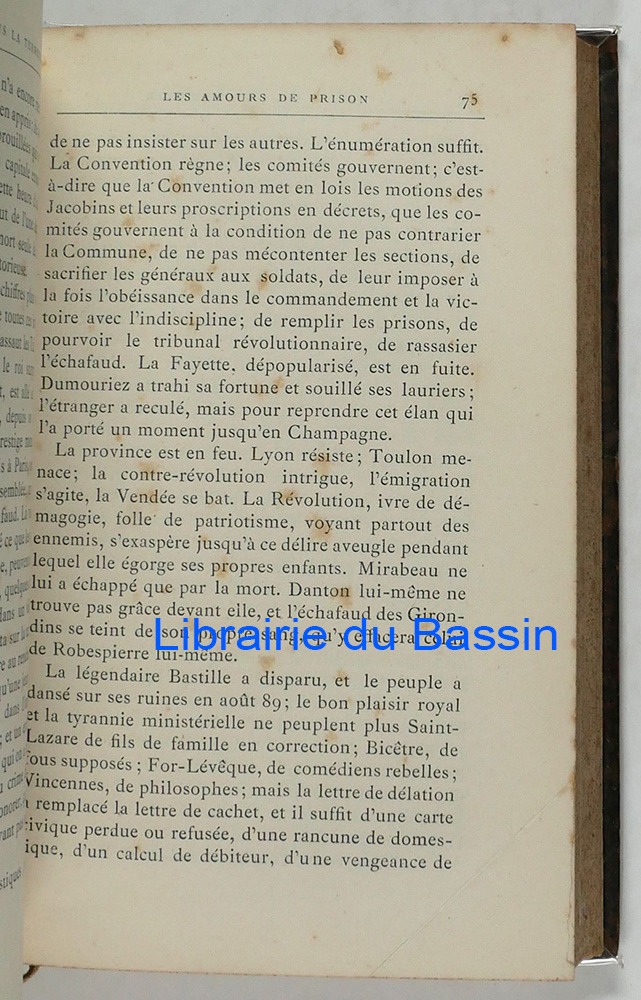 LES AMOURS DE PRISON 75
de ne pas insister sur les autres. L'énumération suffit.
La Convention règne; les comités gouvernent; c'est-
à-dire que la Convention met en lois les motions des
Jacobins et leurs proscriptions en décrets, que les co-
mités gouvernent à la condition de ne pas contrarier
la Commune, de ne pas mécontenter les sections, de
sacrifier les généraux aux soldats, de leur imposer à
la fois l'obéissance dans le commandement et la vic-
toire avec l'indiscipline; de remplir les prisons, de
pourvoir le tribunal révolutionnaire, de rassasier
l'échafaud. La Fayette, dépopularisé, est en fuite.
Dumouriez a trahi sa fortune et souillé ses lauriers;
l'étranger a reculé, mais pour reprendre cet élan qui
l'a porté un moment jusqu'en Champagne.
La province est en feu. Lyon résiste; Toulon me-
nace; la contre-révolution intrigue, l'émigration
s'agite, la Vendée se bat. La Révolution, ivre de dé-
magogie, folle de patriotisme, voyant partout des
ennemis, s'exaspère jusqu'à ce délire aveugle pendant
lequel elle égorge ses propres enfants. Mirabeau ne
lui a échappé que par la mort. Danton lui-même ne
trouve pas grâce devant elle, et l'échafaud des Giron-
dins se teint de son propre sang, qu'y effacera celui
de Robespierre lui-même.
Librairie du Bassin
La légendaire Bastille a disparu, et le peuple a
dansé sur ses ruines en août 89; le bon plaisir royal
et la tyrannie ministérielle ne peuplent plus Saint-
Lazare de fils de famille en correction; Bicêtre, de
fous supposés; For-Lévêque, de comédiens rebelles;
Vincennes, de philosophes; mais la lettre de délation
a remplacé la lettre de cachet, et il suffit d'une carte
civique perdue ou refusée, d'une rancune de domes-
ique, d'un calcul de débiteur, d'une vengeance de